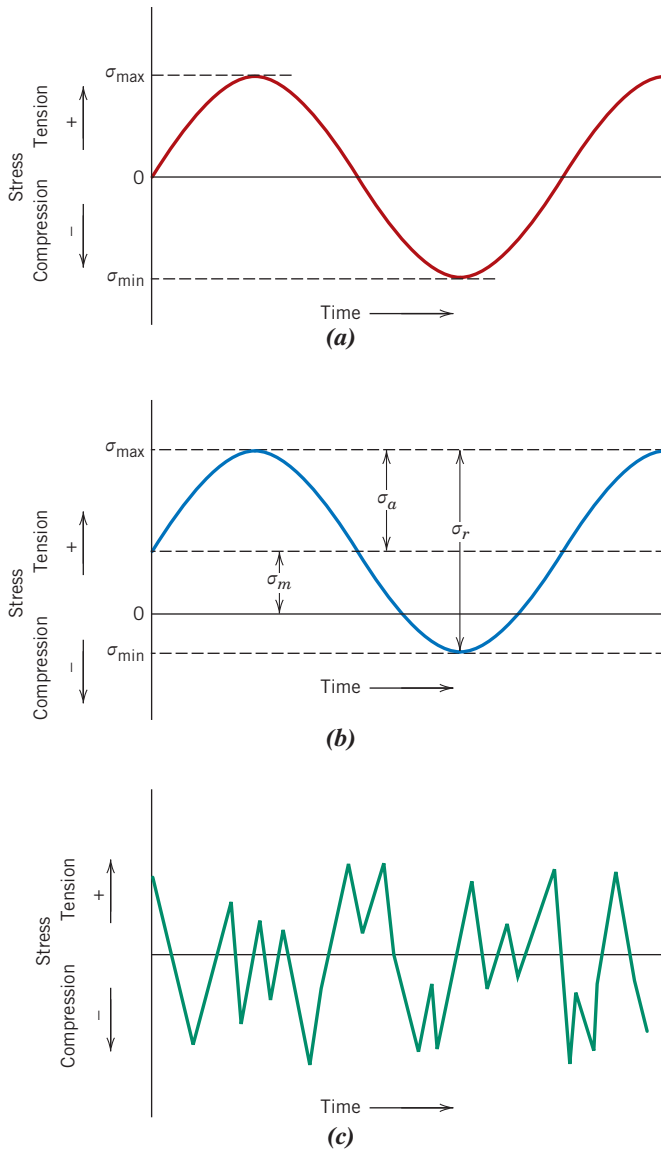 σmax
Tension
+
Stress
0
Compression
−
σmin
Time
(a)
σmax
σa
σr
Tension
+
σm
Stress
0
Compression
−
σmin
Time
(b)
Tension
+
Stress
Compression
−
Time
(c)